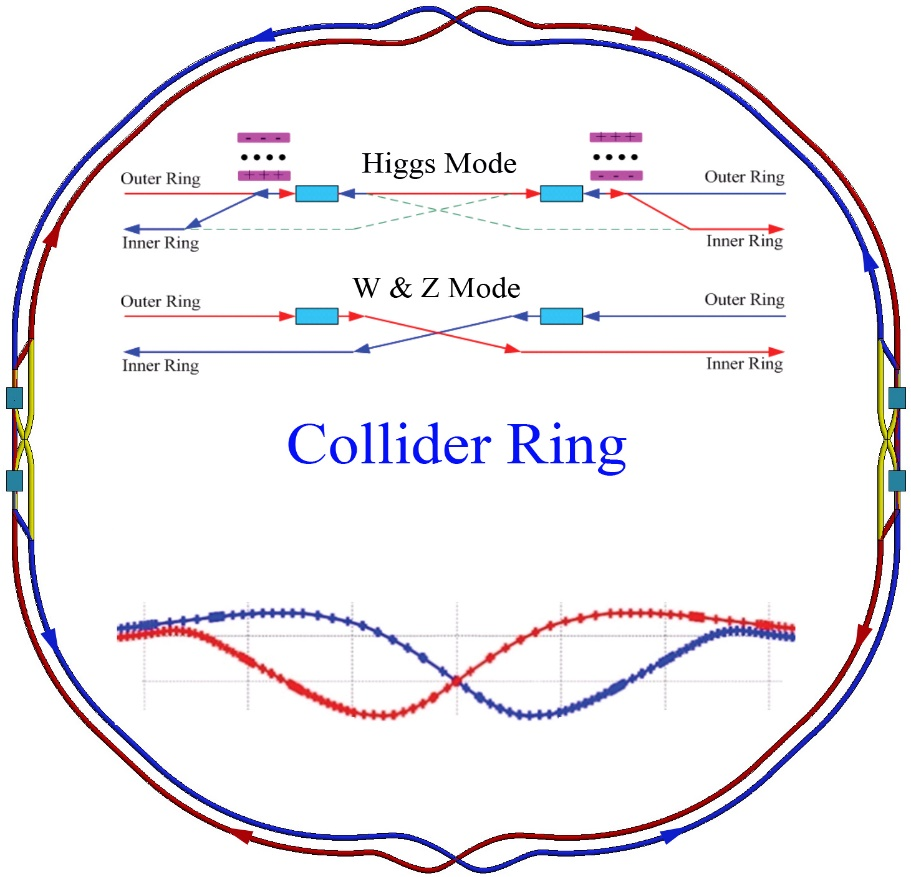 - - -
+ + +
Higgs Mode
+ + +
- - -
Outer Ring
Outer Ring
Inner Ring
Inner Ring
W & Z Mode
Outer Ring
Outer Ring
Inner Ring
Inner Ring
Collider Ring